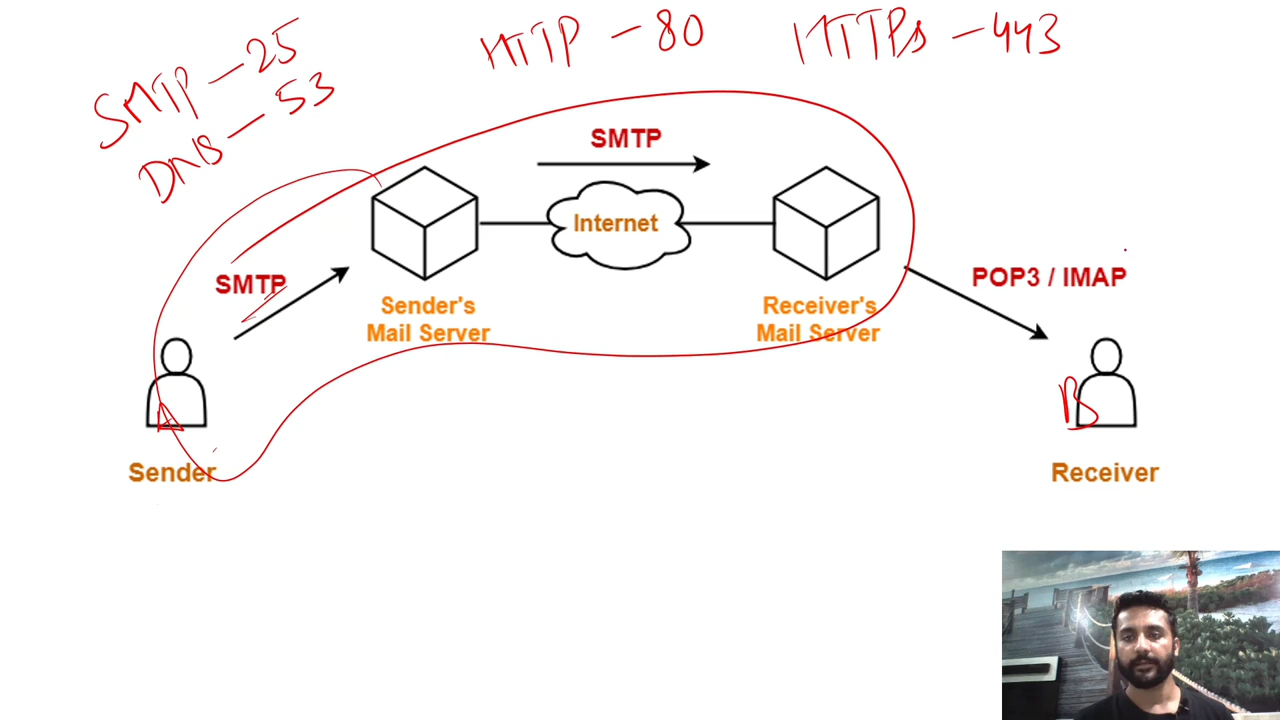 SMTP - 25
DNS - 53
HTTP - 80
HTTPs - 443
SMTP
Internet
SMTP
POP3 / IMAP
Sender's
Mail Server
Receiver's
Mail Server
A
B
Sender
Receiver